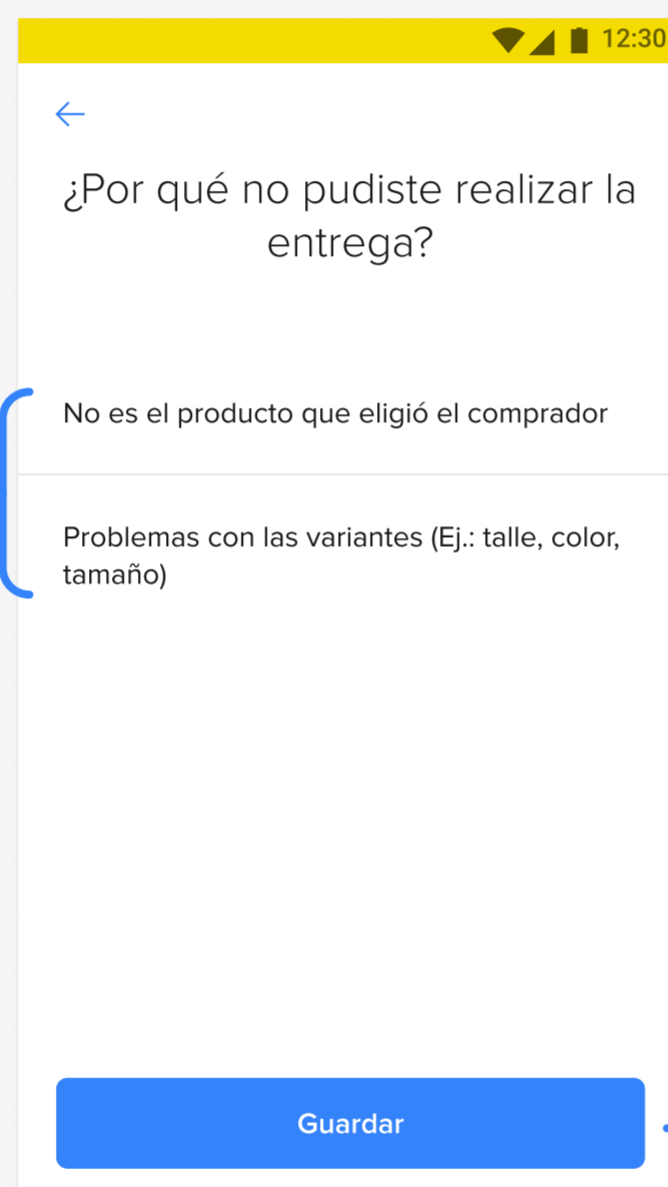 12:30
¿Por qué no pudiste realizar la
entrega?
No es el producto que eligió el comprador
Problemas con las variantes (Ej.: talle, color,
tamaño)
Guardar